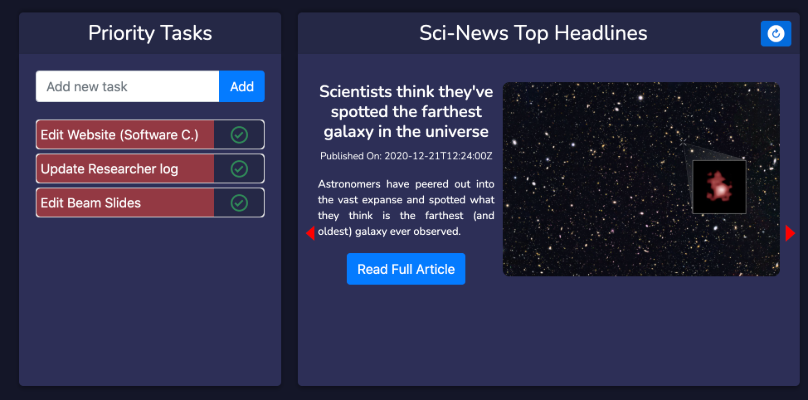 Priority Tasks
Add new task
Add
Edit Website (Software C.)
Update Researcher log
Edit Beam Slides
Sci-News Top Headlines
Scientists think they've
spotted the farthest
galaxy in the universe
Published On: 2020-12-21T12:24:00Z
Astronomers have peered out into
the vast expanse and spotted what
they think is the farthest (and
oldest) galaxy ever observed.
Read Full Article